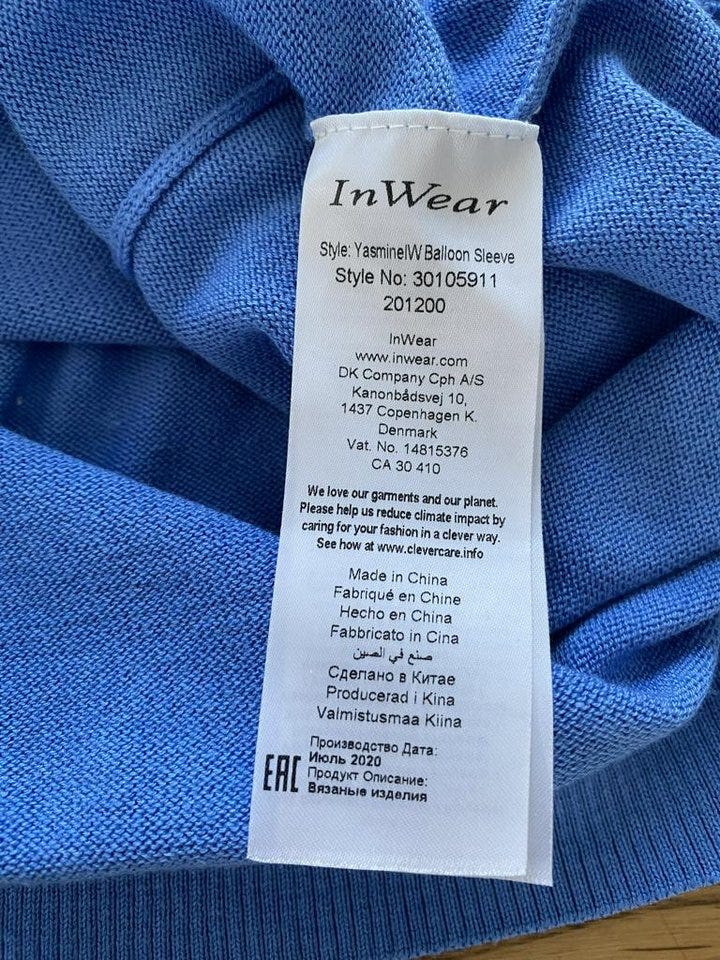 InWear
Style: YasmineIW Balloon Sleeve
Style No: 30105911
201200
InWear
www.inwear.com
DK Company Cph A/S
Kanonbådsvej 10,
1437 Copenhagen K.
Denmark
Vat. No. 14815376
CA 30 410
We love our garments and our planet.
Please help us reduce climate impact by
caring for your fashion in a clever way.
See how at www.clevercare.info
Made in China
Fabriqué en Chine
Hecho en China
Fabbricato in Cina
صنع في الصين
Сделано в Китае
Producerad i Kina
Valmistusmaa Kiina
Производство Дата:
Июль 2020
EAC
Продукт Описание:
Вязаные изделия